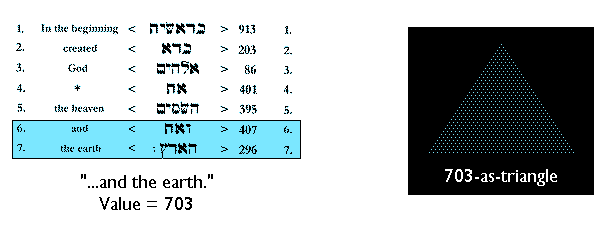 1. In the beginning < בראשית > 913 1.
2. created < ברא > 203 2.
3. God < אלהים > 86 3.
4. * < את > 401 4.
5. the heaven < השמים > 395 5.
6. and < ואת > 407 6.
7. the earth < הארץ > 296 7.
"...and the earth."
Value = 703
703-as-triangle